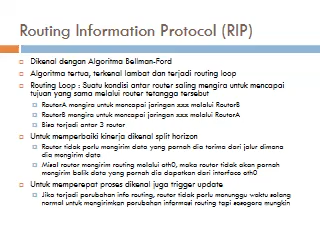 Routing Information Protocol (RIP)
Dikenal dengan Algoritma Bellman-Ford
Algoritma tertua, terkenal lambat dan terjadi routing loop
Routing Loop : Suatu kondisi antar router saling mengira untuk mencapai
tujuan yang sama melalui router tetangga tersebut
RouterA mengira untuk mencapai jaringan xxx melalui RouterB
RouterB mengira untuk mencapai jaringan xxx melalui RouterA
Bisa terjadi antar 3 router
Untuk memperbaiki kinerja dikenal split horizon
Router tidak perlu mengirim data yang pernah dia terima dari jalur dimana
dia mengirim data
Misal router mengirim routing melalui eth0, maka router tidak akan pernah
mengirim balik data yang pernah dia dapatkan dari interface eth0
Untuk memperepat proses dikenal juga trigger update
Jika terjadi perubahan info routing, router tidak perlu menunggu waktu selang
normal untuk mengirimkan perubahan informasi routing tapi sesegera mungkin